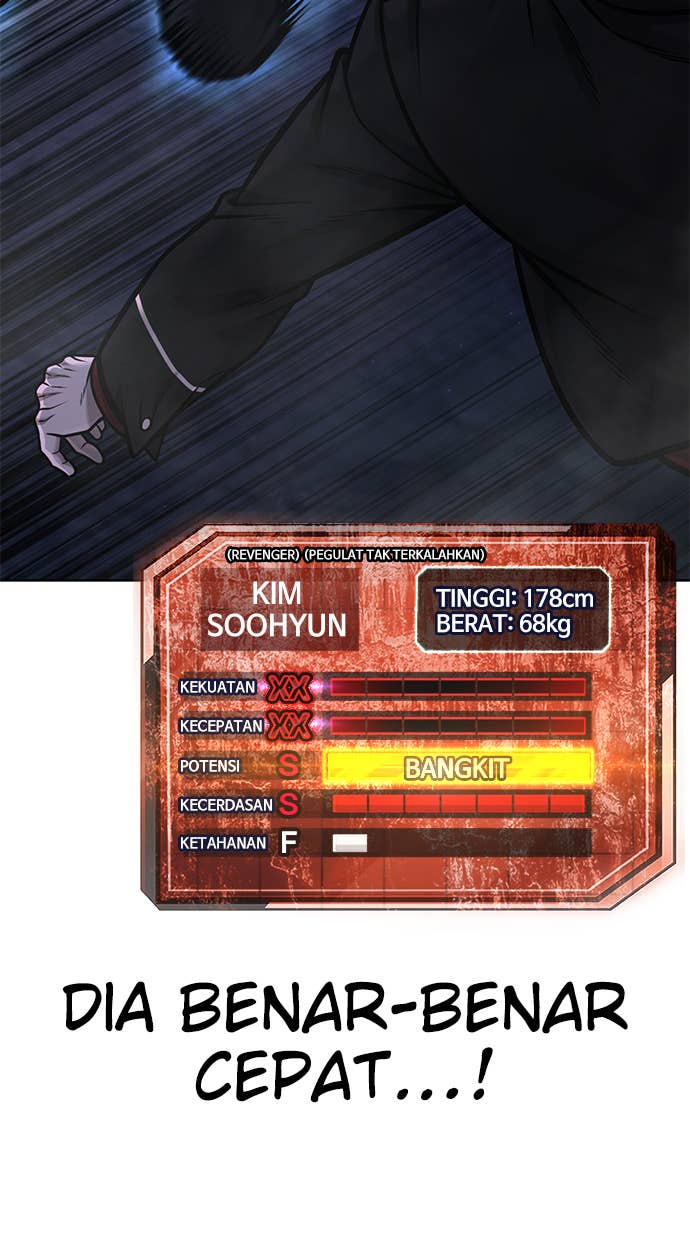 (REVENGER) (PEGULAT TAK TERKALAHKAN)
KIM
SOOHYUN
TINGGI: 178cm
BERAT: 68kg
KEKUATAN XX
KECEPATAN XX
POTENSI S BANGKIT
KECERDASAN S
KETAHANAN F
DIA BENAR-BENAR
CEPAT...!